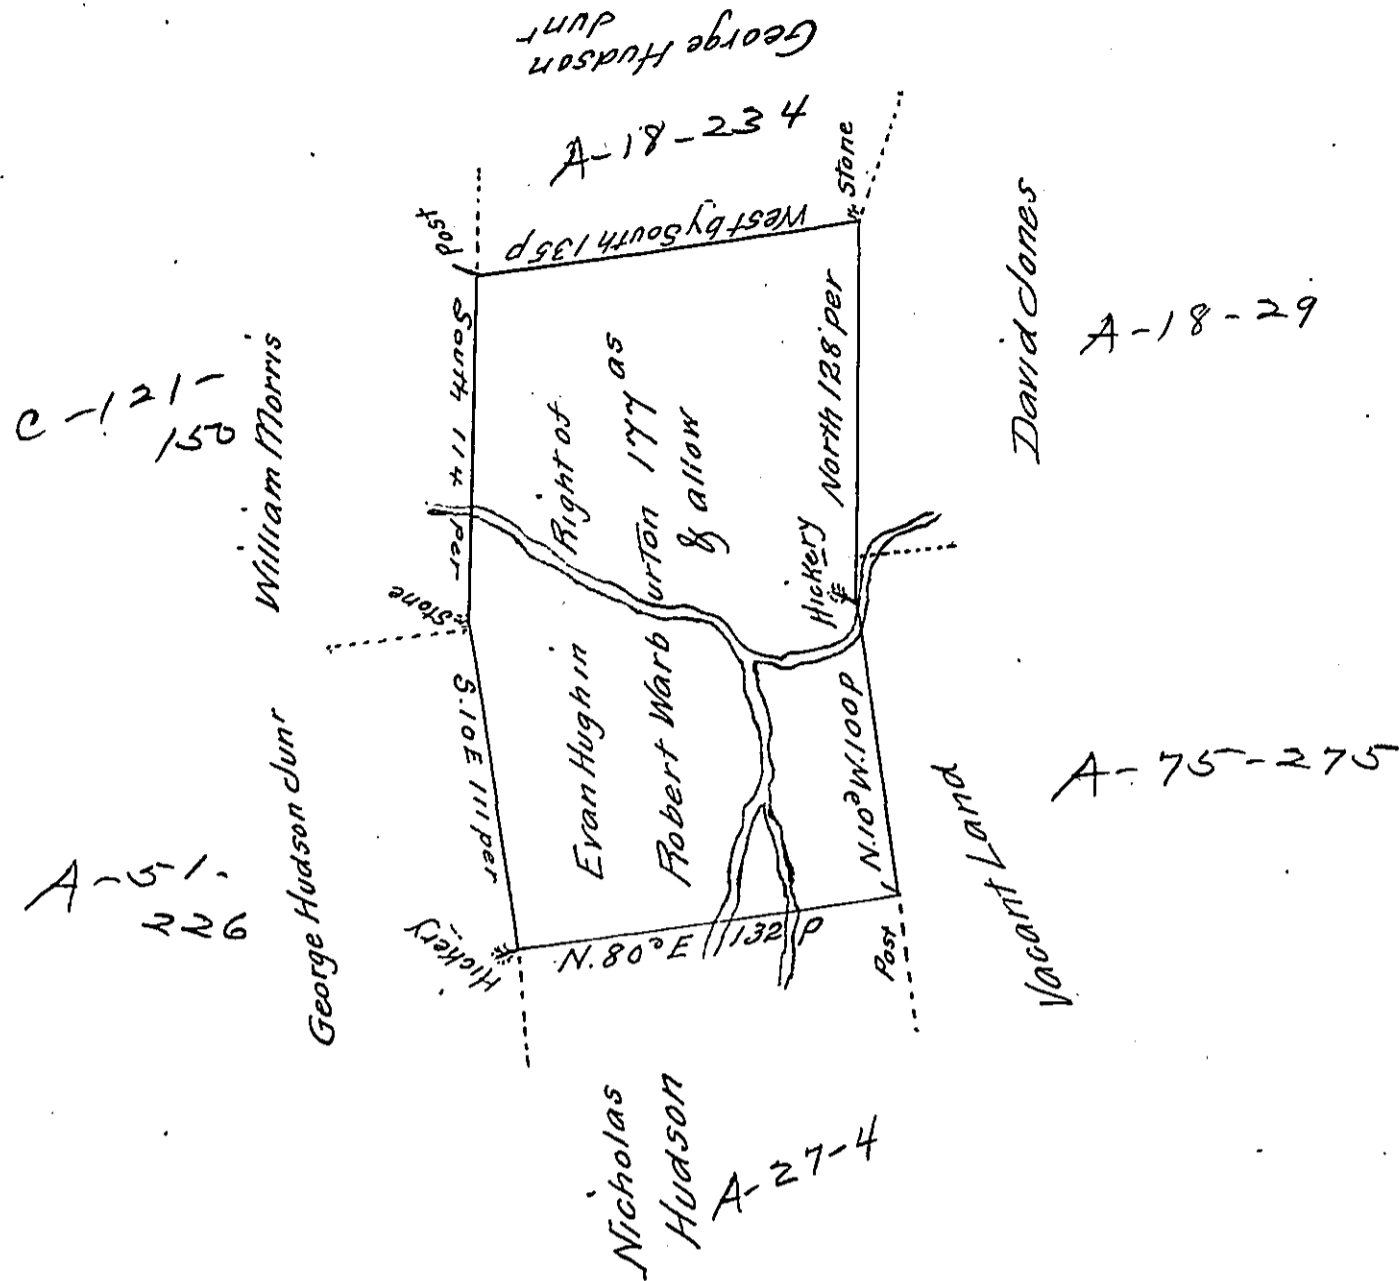 George Hudson
Junr
A-18-234
West by South 135 p
Stone
Post
South 114 per
C-121-
150
William Morris
Stone
Right of
Evan Hugh in
Robert Warburton 177 as
& allow
North 128 per
Hickery
David Jones
A-18-29
S.10 E 111 per
George Hudson Junr
A-51-
226
Hickery
N.80° E 132 P
N.10° W.100 P
Post
Vacant Land
A-75-275
Nicholas
Hudson
A-27-4